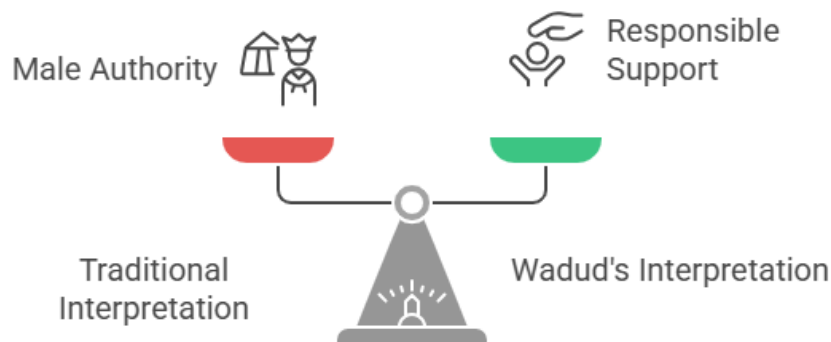 Male Authority
Responsible
Support
Traditional
Interpretation
Wadud's Interpretation